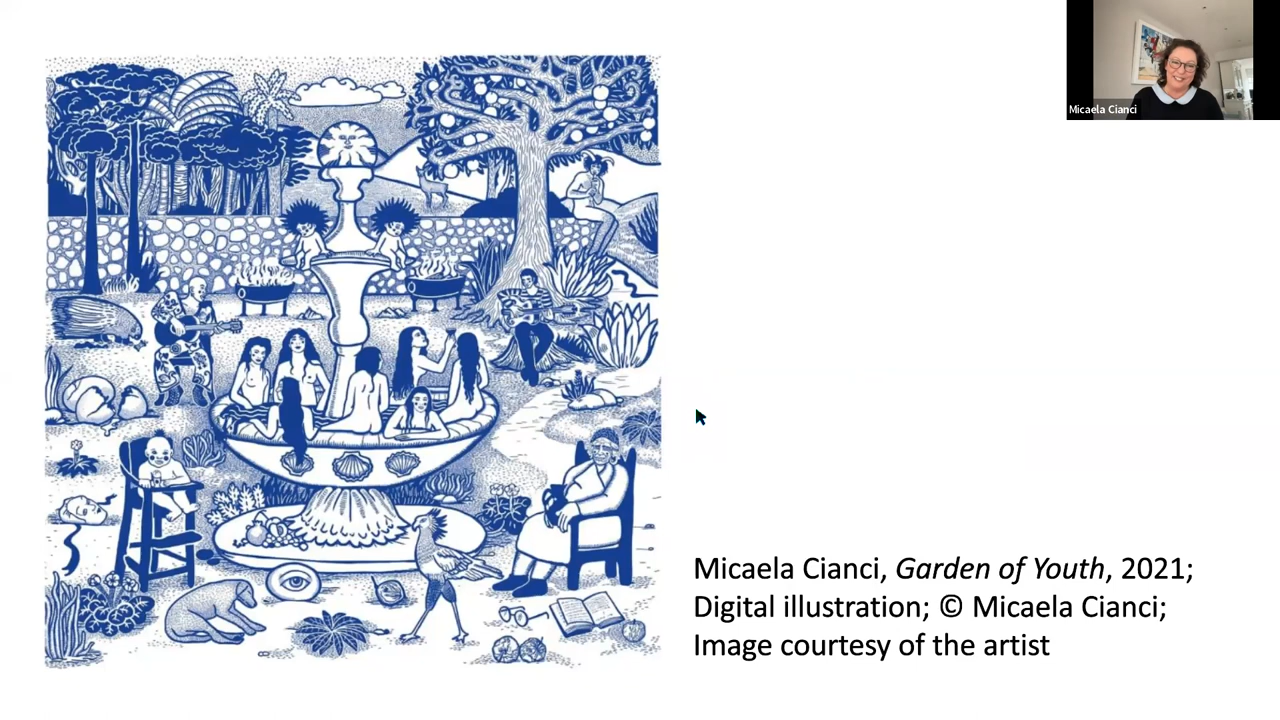 Micaela Cianci
Micaela Cianci, Garden of Youth, 2021;
Digital illustration; © Micaela Cianci;
Image courtesy of the artist